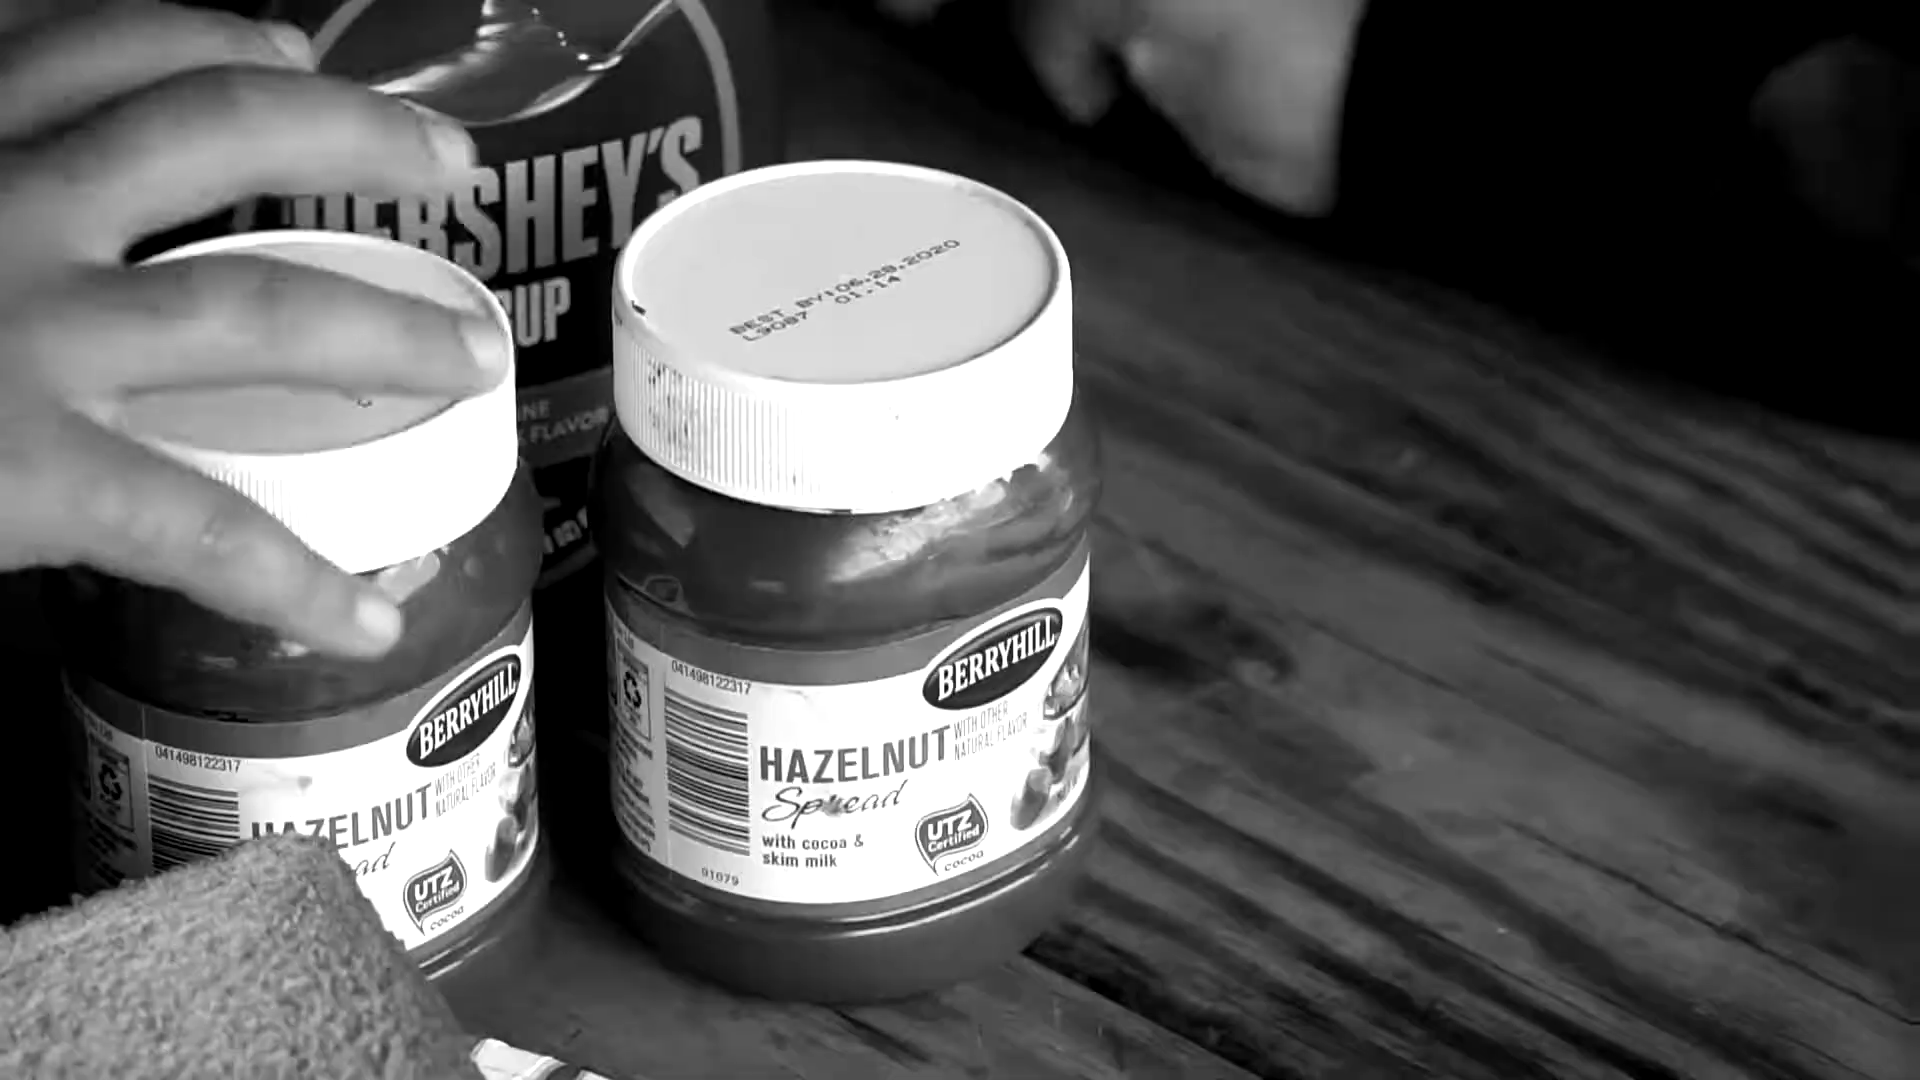 HERSHEY'S
FLAVOR
BEST BY:06.28.2020
L9087 01.14
BERRYHILL
041498122317
HAZELNUT
WITH OTHER
NATURAL FLAVOR
UTZ
Certified
cocoa
BERRYHILL
041498122317
HAZELNUT
WITH OTHER
NATURAL FLAVOR
Spread
with cocoa &
skim milk
UTZ
Certified
cocoa
91079